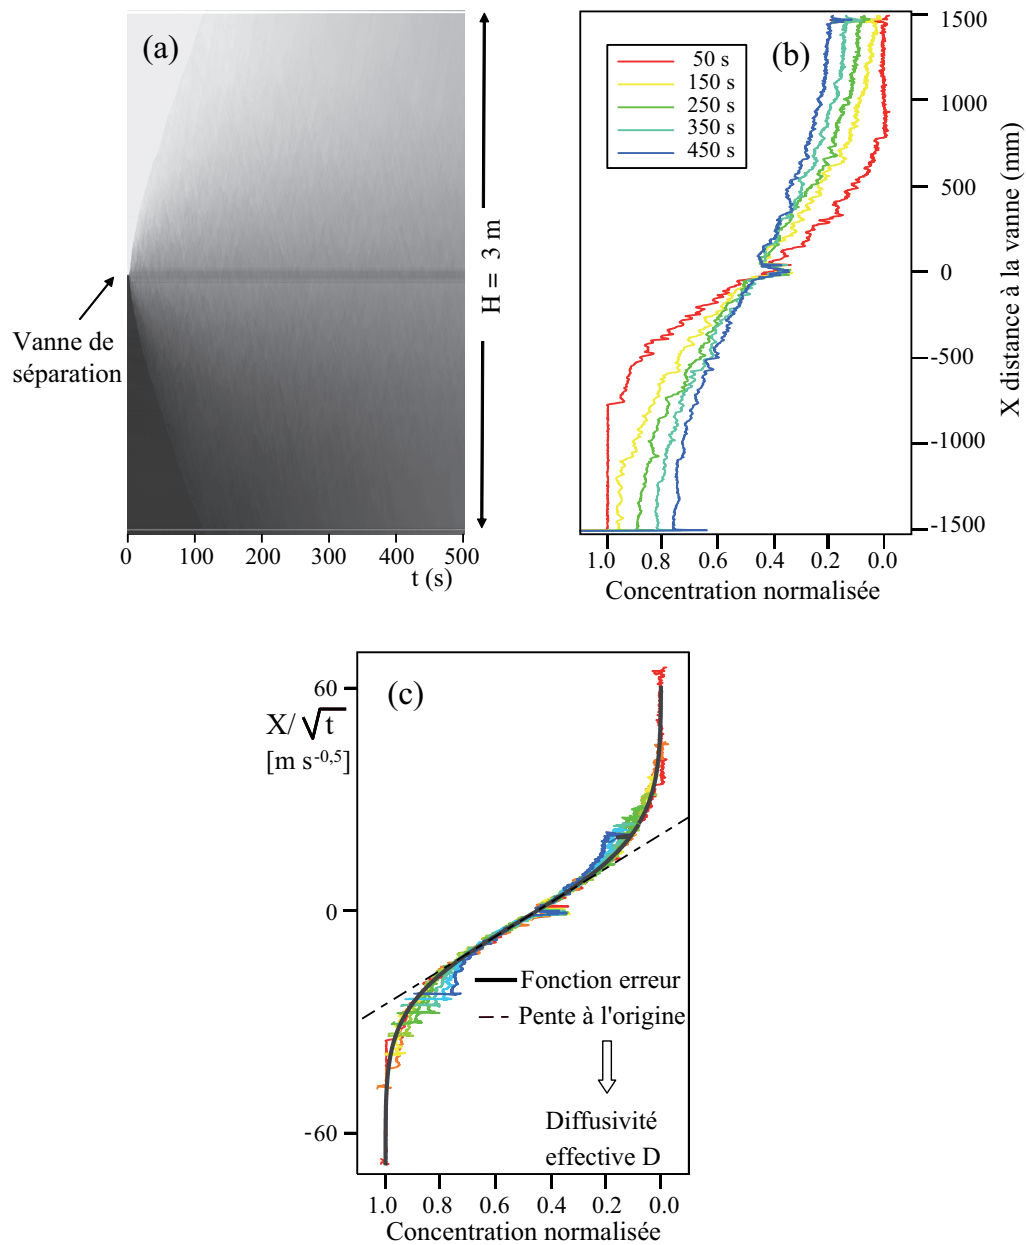 (a)
H = 3 m
Vanne de
séparation
0 100 200 300 400 500
t (s)
(b)
50 s
150 s
250 s
350 s
450 s
1500
1000
500
0
-500
-1000
-1500
X distance à la vanne (mm)
1.0 0.8 0.6 0.4 0.2 0.0
Concentration normalisée
(c)
60
X/ √t
[m s-0,5]
0
-60
Fonction erreur
Pente à l'origine
Diffusivité
effective D
1.0 0.8 0.6 0.4 0.2 0.0
Concentration normalisée